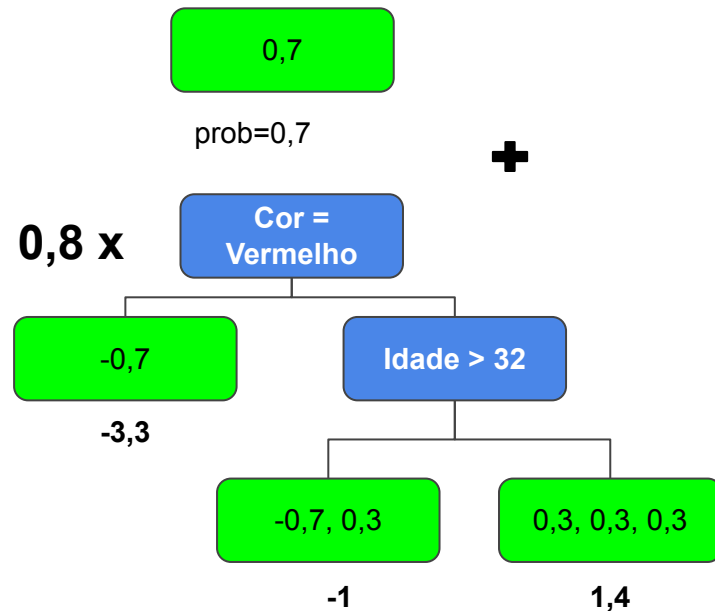 0,7
prob=0,7
+
0,8 x
Cor =
Vermelho
-0,7
Idade > 32
-3,3
-0,7, 0,3
0,3, 0,3, 0,3
-1
1,4